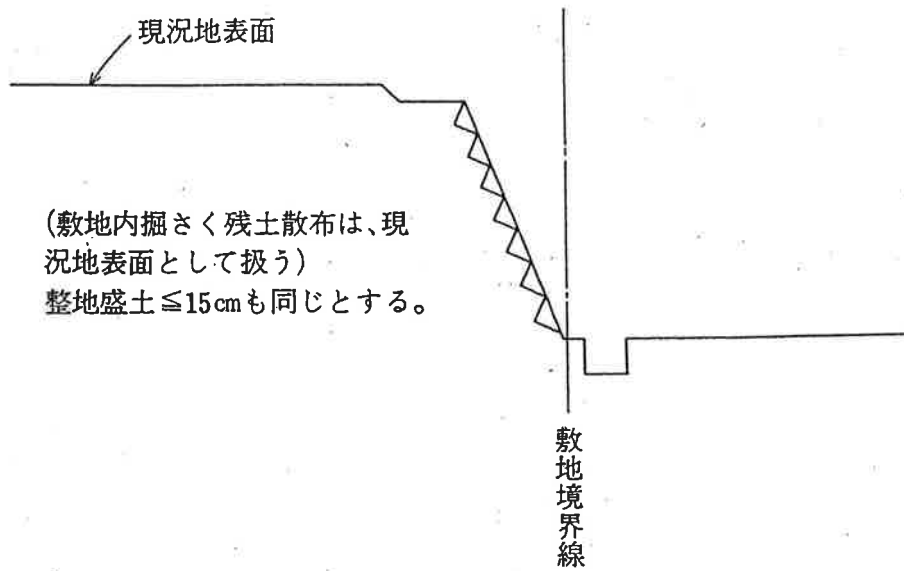 現況地表面
(敷地内掘さく残土散布は、現
況地表面として扱う)
整地盛土≦15cmも同じとする。
敷地境界線